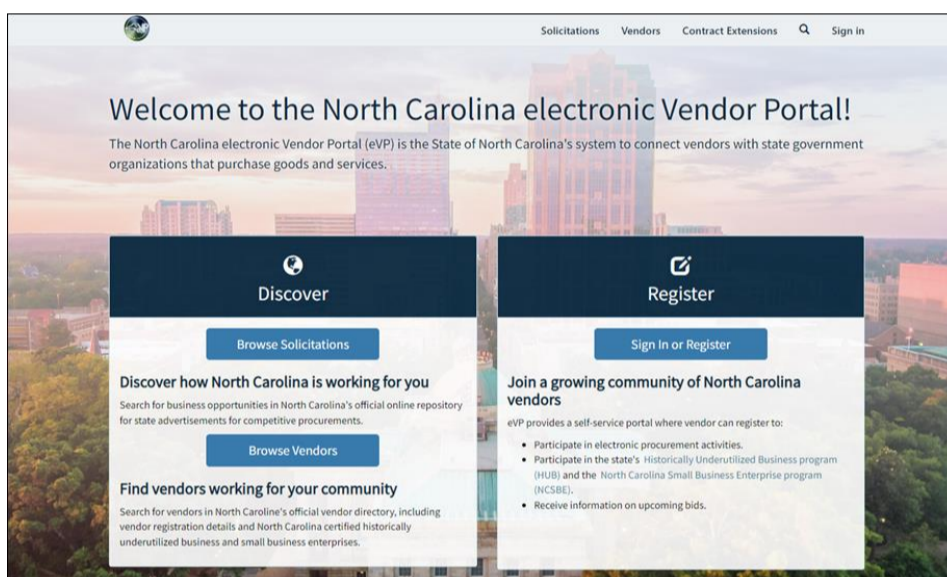 Solicitations Vendors Contract Extensions Sign in
Welcome to the North Carolina electronic Vendor Portal!
The North Carolina electronic Vendor Portal (eVP) is the State of North Carolina's system to connect vendors with state government
organizations that purchase goods and services.
Discover
Browse Solicitations
Discover how North Carolina is working for you
Search for business opportunities in North Carolina's official online repository
for state advertisements for competitive procurements.
Browse Vendors
Find vendors working for your community
Search for vendors in North Caroline's official vendor directory, including
vendor registration details and North Carolina certified historically
underutilized business and small business enterprises.
Register
Sign In or Register
Join a growing community of North Carolina
vendors
eVP provides a self-service portal where vendor can register to:
• Participate in electronic procurement activities.
• Participate in the state's Historically Underutilized Business program
(HUB) and the North Carolina Small Business Enterprise program
(NCSBE).
• Receive information on upcoming bids.